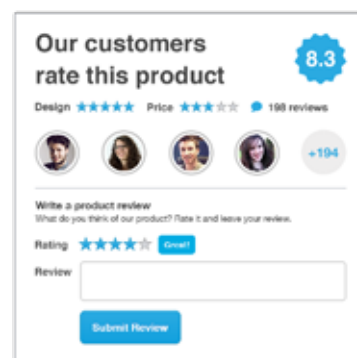 Our customers
rate this product
8.3
Design Price 198 reviews
+194
Write a product review
What do you think of our product? Rate it and leave your review.
Rating Great!
Review
Submit Review